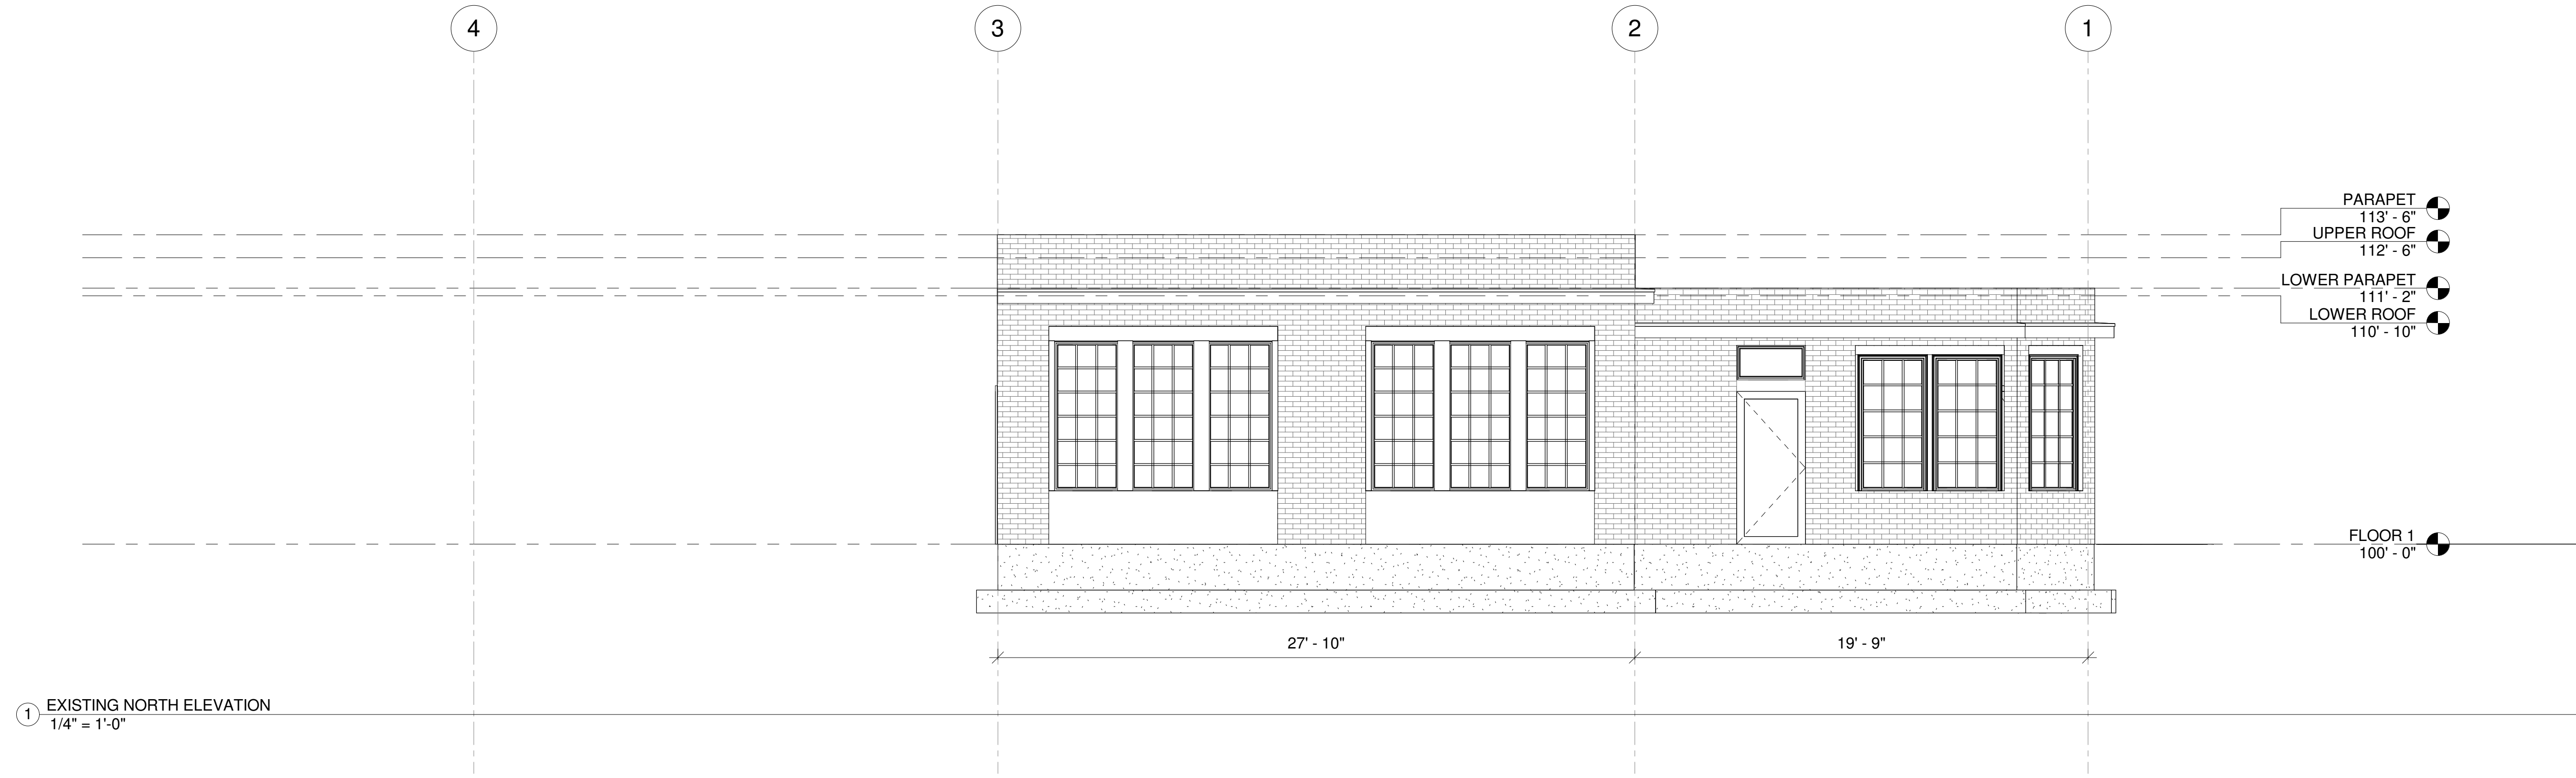 4 3 2 1
PARAPET
113' - 6"
UPPER ROOF
112' - 6"
LOWER PARAPET
111' - 2"
LOWER ROOF
110' - 10"
FLOOR 1
100' - 0"
27' - 10" 19' - 9"
1 EXISTING NORTH ELEVATION
1/4" = 1'-0"